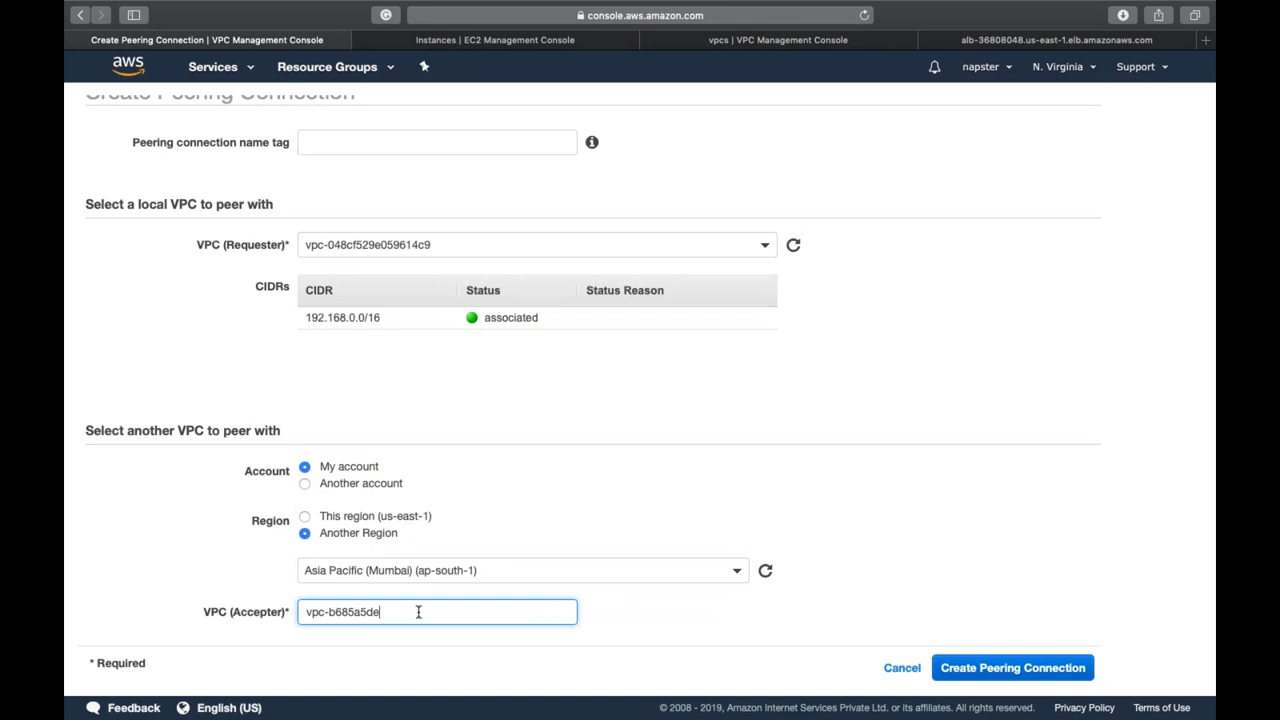 console.aws.amazon.com
Create Peering Connection | VPC Management Console
Instances | EC2 Management Console
vpcs | VPC Management Console
alb-36808048.us-east-1.elb.amazonaws.com
aws
Services
Resource Groups
napster
N. Virginia
Support
Create Peering Connection
Peering connection name tag
Select a local VPC to peer with
VPC (Requester)* vpc-048cf529e059614c9
CIDRs CIDR Status Status Reason
192.168.0.0/16 associated
Select another VPC to peer with
Account My account
Another account
Region This region (us-east-1)
Another Region
Asia Pacific (Mumbai) (ap-south-1)
VPC (Accepter)* vpc-b685a5de
* Required
Cancel Create Peering Connection
Feedback English (US) © 2008 - 2019, Amazon Internet Services Private Ltd. or its affiliates. All rights reserved. Privacy Policy Terms of Use